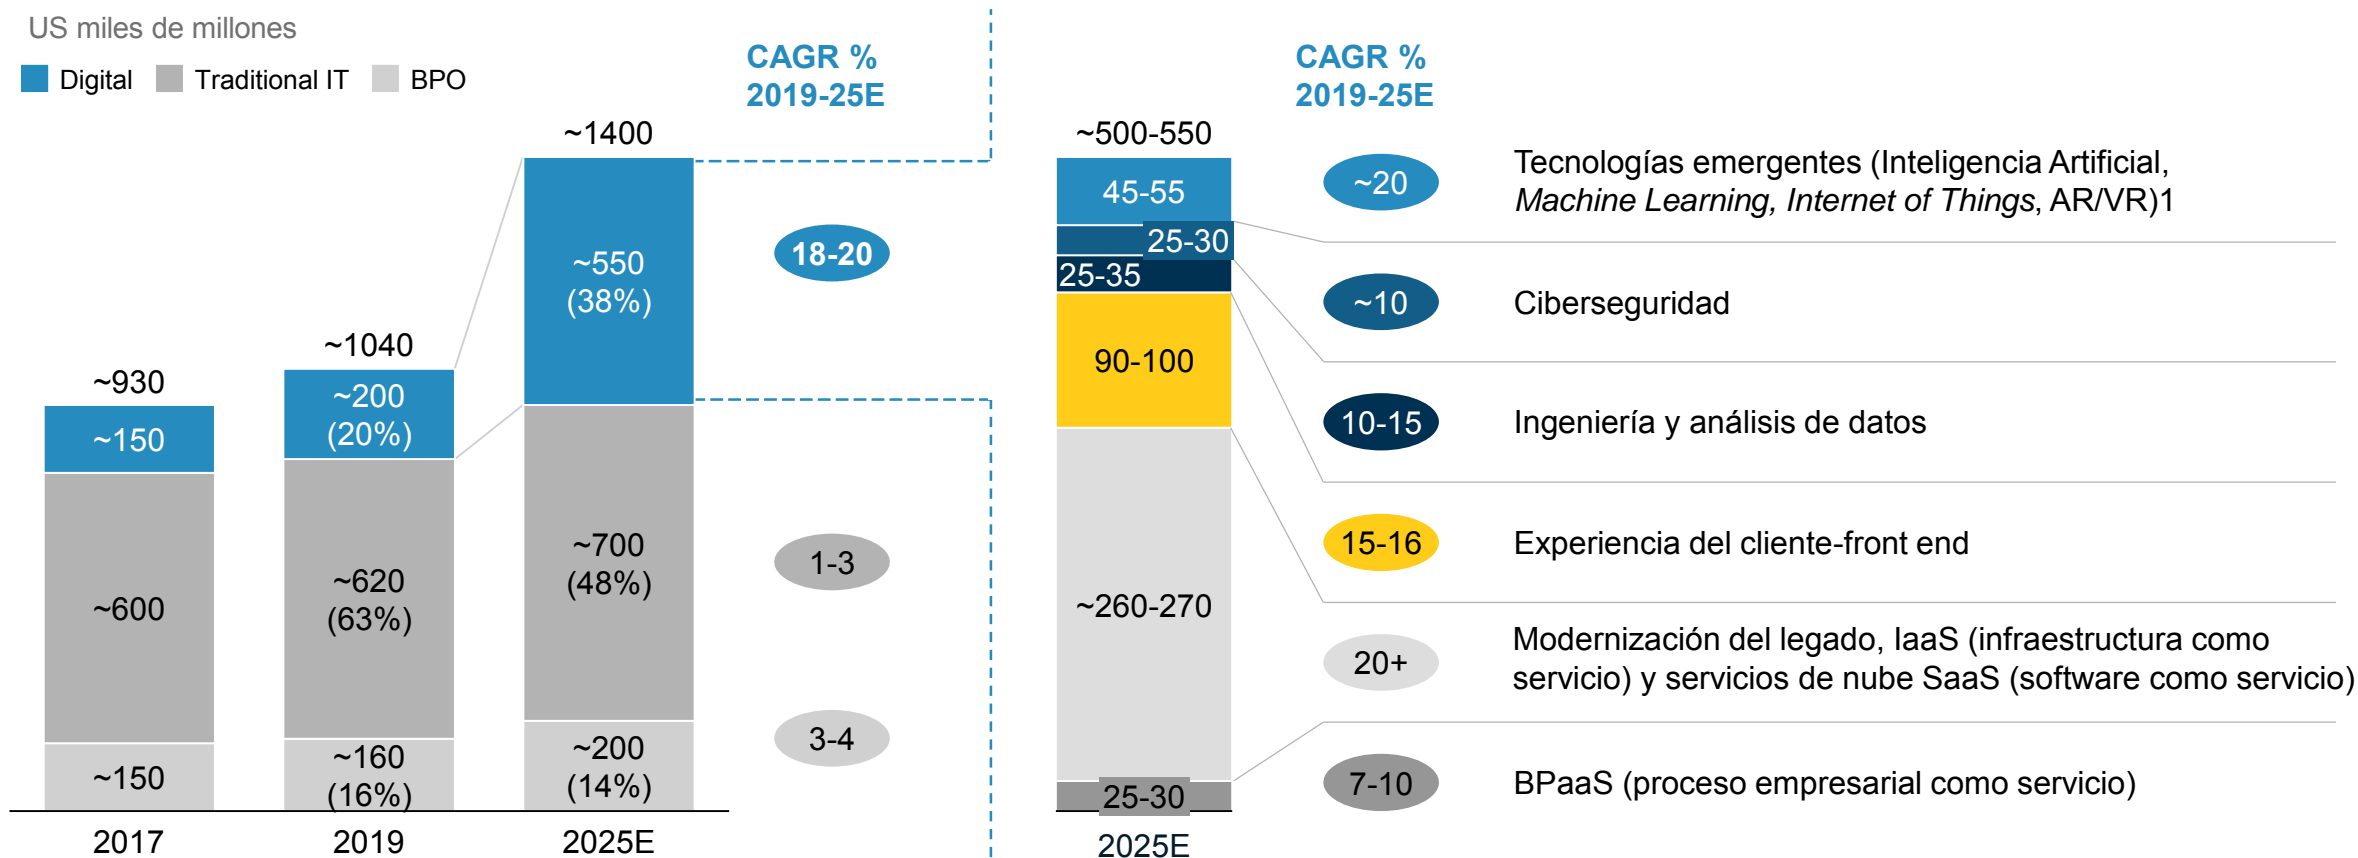 US miles de millones
Digital
Traditional IT
BPO
CAGR %
2019-25E
~930
~150
~600
~150
2017
~1040
~200
(20%)
~620
(63%)
~160
(16%)
2019
~1400
~550
(38%)
~700
(48%)
~200
(14%)
2025E
18-20
1-3
3-4
CAGR %
2019-25E
~500-550
45-55
25-30
25-35
90-100
~260-270
25-30
2025E
~20
Tecnologías emergentes (Inteligencia Artificial,
Machine Learning, Internet of Things, AR/VR)1
~10
Ciberseguridad
10-15
Ingeniería y análisis de datos
15-16
Experiencia del cliente-front end
20+
Modernización del legado, IaaS (infraestructura como
servicio) y servicios de nube SaaS (software como servicio)
7-10
BPaaS (proceso empresarial como servicio)